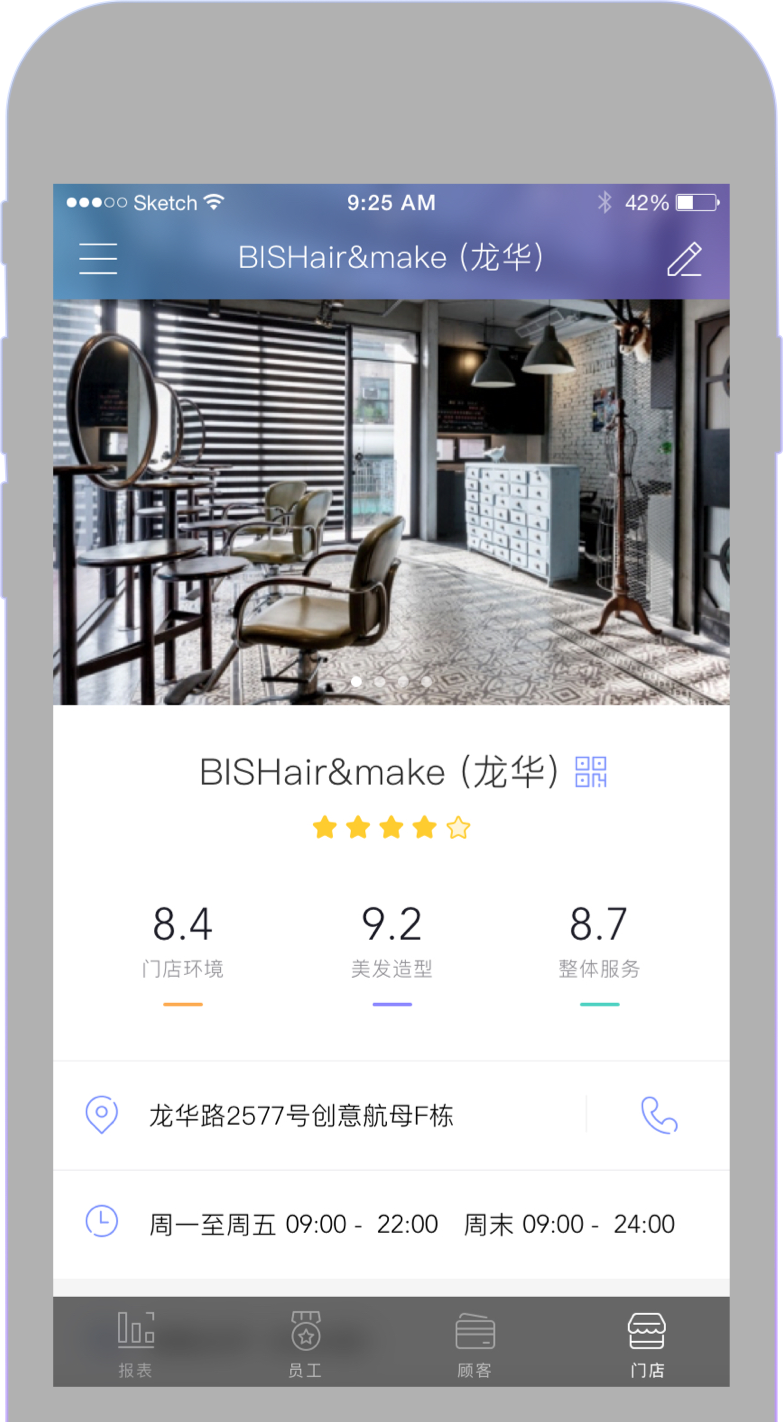 Sketch 9:25 AM 42%
BISHair&make (龙华)
BISHair&make (龙华)
8.4 9.2 8.7
门店环境 美发造型 整体服务
龙华路2577号创意航母F栋
周一至周五 09:00 - 22:00 周末 09:00 - 24:00
报表 员工 顾客 门店